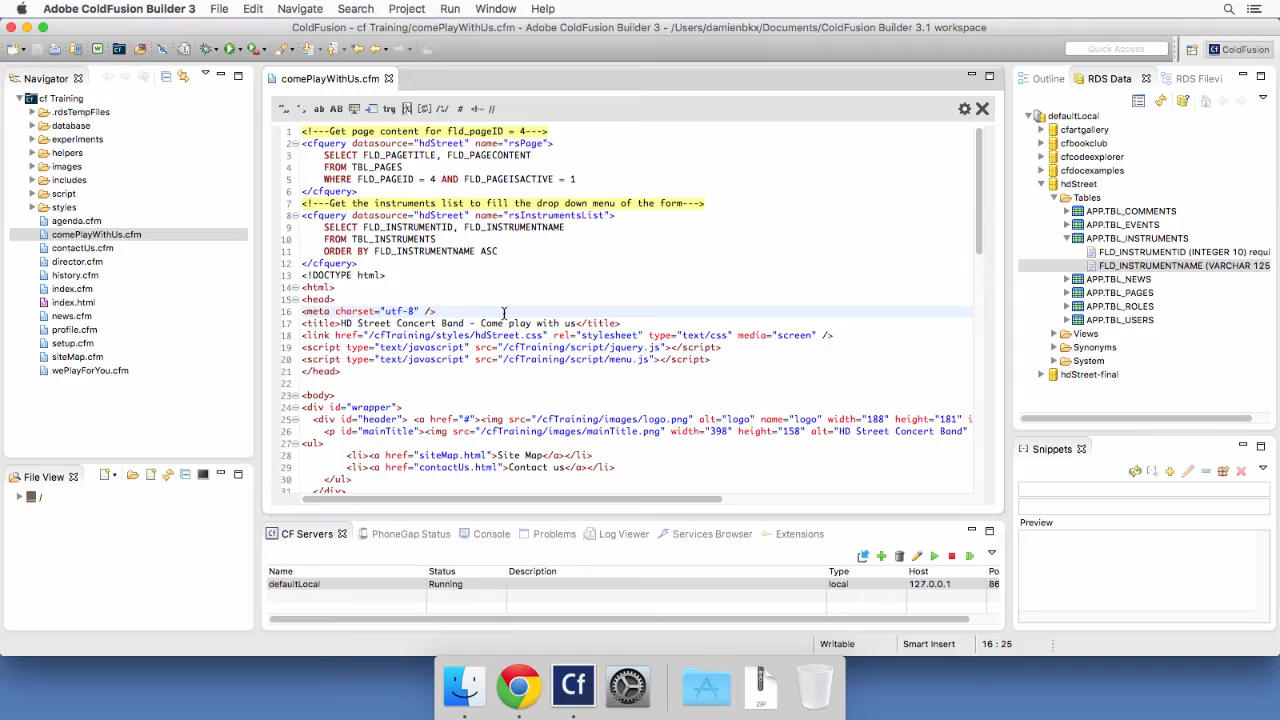 Adobe ColdFusion Builder 3 File Edit Navigate Search Project Run Window Help
ColdFusion - cf Training/comePlayWithUs.cfm - Adobe ColdFusion Builder 3 - /Users/damienbkx/Documents/ColdFusion Builder 3.1 workspace
Quick Access
ColdFusion
Navigator
cf Training
.rdsTempFiles
database
experiments
helpers
images
includes
script
styles
agenda.cfm
comePlayWithUs.cfm
contactUs.cfm
director.cfm
history.cfm
index.cfm
index.html
news.cfm
profile.cfm
setup.cfm
siteMap.cfm
wePlayForYou.cfm
File View
/
comePlayWithUs.cfm
ab AB try # //
1 <!---Get page content for fld_pageID = 4--->
2 <cfquery datasource="hdStreet" name="rsPage">
3 SELECT FLD_PAGETITLE, FLD_PAGECONTENT
4 FROM TBL_PAGES
5 WHERE FLD_PAGEID = 4 AND FLD_PAGEISACTIVE = 1
6 </cfquery>
7 <!---Get the instruments list to fill the drop down menu of the form--->
8 <cfquery datasource="hdStreet" name="rsInstrumentsList">
9 SELECT FLD_INSTRUMENTID, FLD_INSTRUMENTNAME
10 FROM TBL_INSTRUMENTS
11 ORDER BY FLD_INSTRUMENTNAME ASC
12 </cfquery>
13 <!DOCTYPE html>
14 <html>
15 <head>
16 <meta charset="utf-8" />
17 <title>HD Street Concert Band - Come play with us</title>
18 <link href="/cfTraining/styles/hdStreet.css" rel="stylesheet" type="text/css" media="screen" />
19 <script type="text/javascript" src="/cfTraining/script/jquery.js"></script>
20 <script type="text/javascript" src="/cfTraining/script/menu.js"></script>
21 </head>
22
23 <body>
24 <div id="wrapper">
25 <div id="header"> <a href="#"><img src="/cfTraining/images/logo.png" alt="logo" name="logo" width="188" height="181" i
26 <p id="mainTitle"><img src="/cfTraining/images/mainTitle.png" width="398" height="158" alt="HD Street Concert Band"
27 <ul>
28 <li><a href="siteMap.html">Site Map</a></li>
29 <li><a href="contactUs.html">Contact us</a></li>
30 </ul>
31 </div>
CF Servers PhoneGap Status Console Problems Log Viewer Services Browser Extensions
Name Status Description Type Host Po
defaultLocal Running local 127.0.0.1 86
Outline RDS Data RDS Filevi
defaultLocal
cfartgallery
cfbookclub
cfcodeexplorer
cfdocexamples
hdStreet
Tables
APP.TBL_COMMENTS
APP.TBL_EVENTS
APP.TBL_INSTRUMENTS
FLD_INSTRUMENTID (INTEGER 10) requi
FLD_INSTRUMENTNAME (VARCHAR 125
APP.TBL_NEWS
APP.TBL_PAGES
APP.TBL_ROLES
APP.TBL_USERS
Views
Synonyms
System
hdStreet-final
Snippets
Preview
Writable Smart Insert 16 : 25
Cf
ZIP